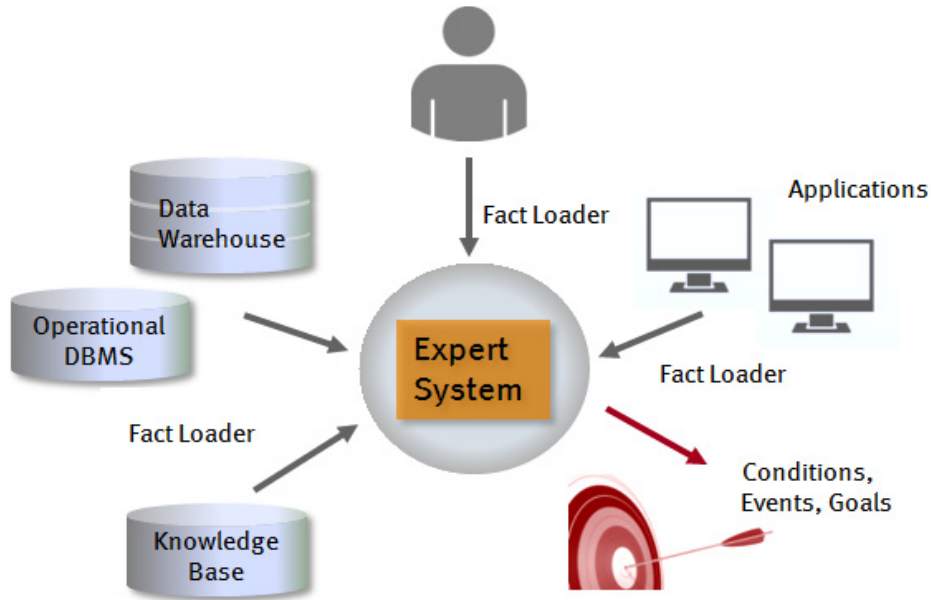 Data
Warehouse
Fact Loader
Applications
Operational
DBMS
Expert
System
Fact Loader
Fact Loader
Conditions,
Events, Goals
Knowledge
Base